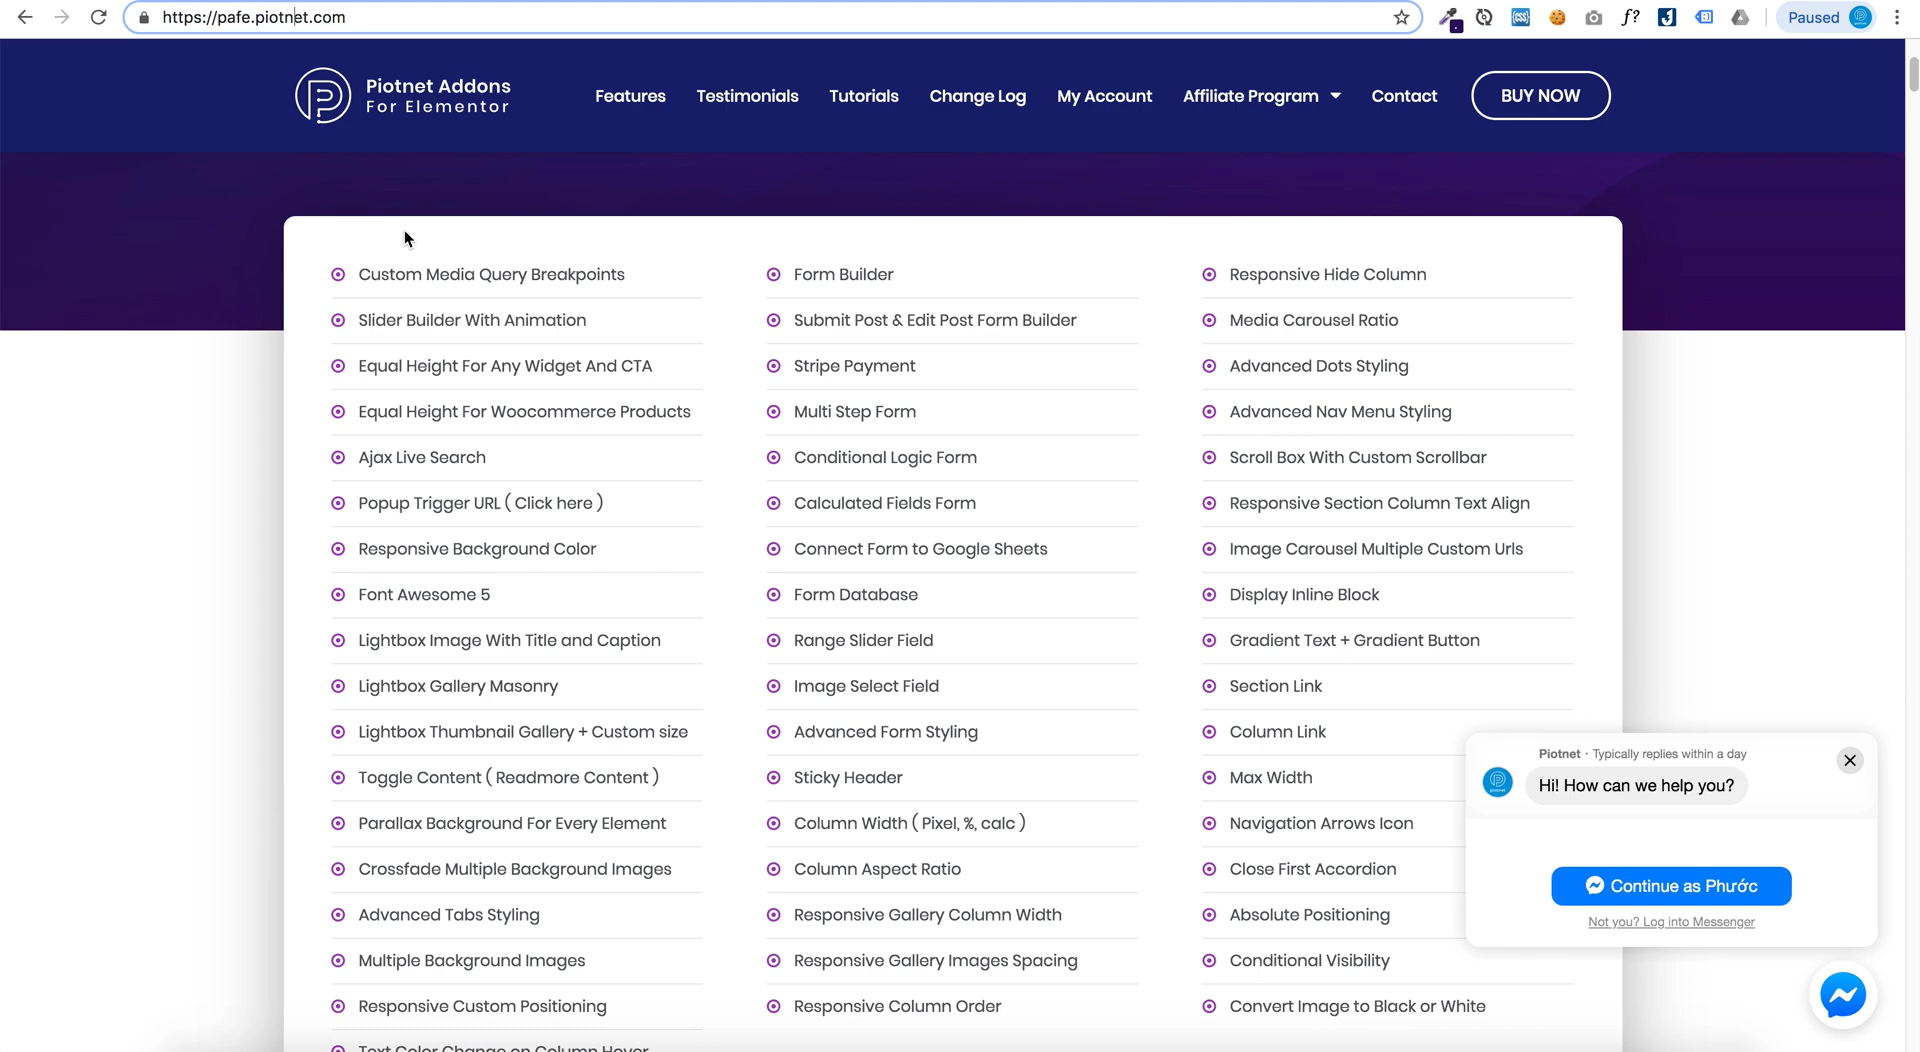 https://pafe.piotnet.com
Paused
Piotnet Addons
For Elementor
Features
Testimonials
Tutorials
Change Log
My Account
Affiliate Program
Contact
BUY NOW
Custom Media Query Breakpoints
Slider Builder With Animation
Equal Height For Any Widget And CTA
Equal Height For Woocommerce Products
Ajax Live Search
Popup Trigger URL ( Click here )
Responsive Background Color
Font Awesome 5
Lightbox Image With Title and Caption
Lightbox Gallery Masonry
Lightbox Thumbnail Gallery + Custom size
Toggle Content ( Readmore Content )
Parallax Background For Every Element
Crossfade Multiple Background Images
Advanced Tabs Styling
Multiple Background Images
Responsive Custom Positioning
Text Color Change on Column Hover
Form Builder
Submit Post & Edit Post Form Builder
Stripe Payment
Multi Step Form
Conditional Logic Form
Calculated Fields Form
Connect Form to Google Sheets
Form Database
Range Slider Field
Image Select Field
Advanced Form Styling
Sticky Header
Column Width ( Pixel, %, calc )
Column Aspect Ratio
Responsive Gallery Column Width
Responsive Gallery Images Spacing
Responsive Column Order
Responsive Hide Column
Media Carousel Ratio
Advanced Dots Styling
Advanced Nav Menu Styling
Scroll Box With Custom Scrollbar
Responsive Section Column Text Align
Image Carousel Multiple Custom Urls
Display Inline Block
Gradient Text + Gradient Button
Section Link
Column Link
Max Width
Navigation Arrows Icon
Close First Accordion
Absolute Positioning
Conditional Visibility
Convert Image to Black or White
Piotnet · Typically replies within a day
Hi! How can we help you?
Continue as Phước
Not you? Log into Messenger